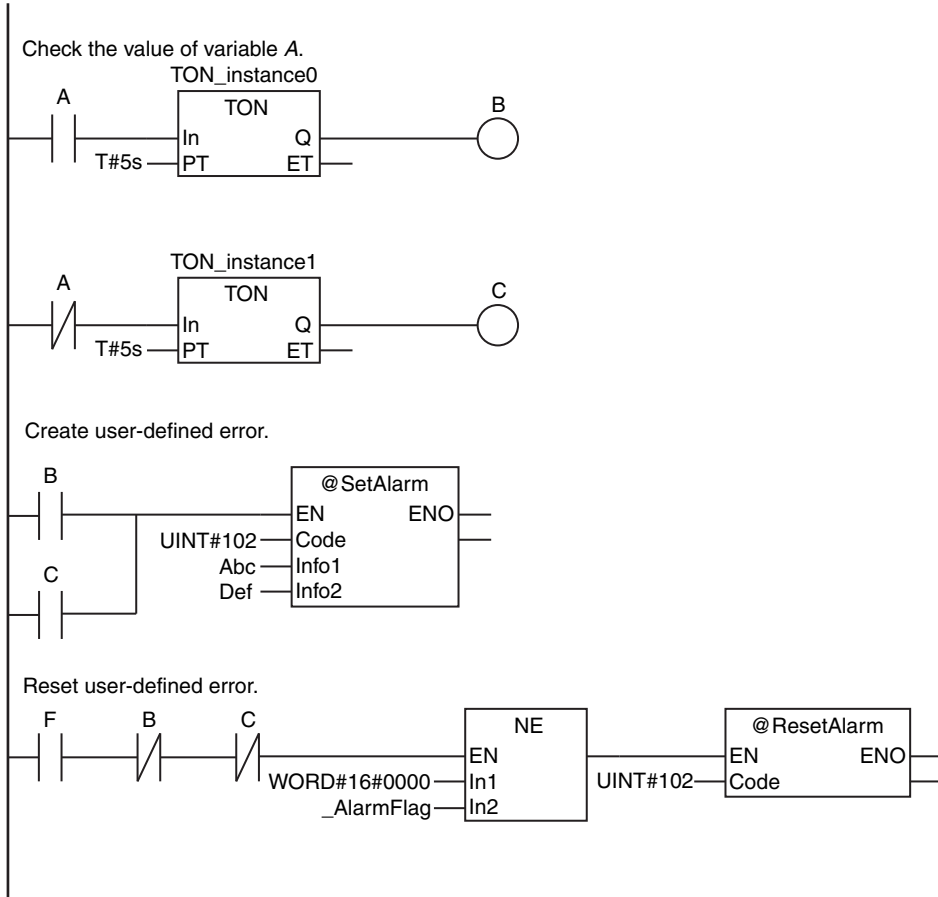 Check the value of variable A.
TON_instance0
A
TON
B
In
Q
T#5s
PT
ET
TON_instance1
A
TON
C
In
Q
T#5s
PT
ET
Create user-defined error.
B
@SetAlarm
EN
ENO
UINT#102
Code
Abc
Info1
C
Def
Info2
Reset user-defined error.
F
B
C
NE
@ResetAlarm
EN
EN
ENO
WORD#16#0000
In1
UINT#102
Code
_AlarmFlag
In2